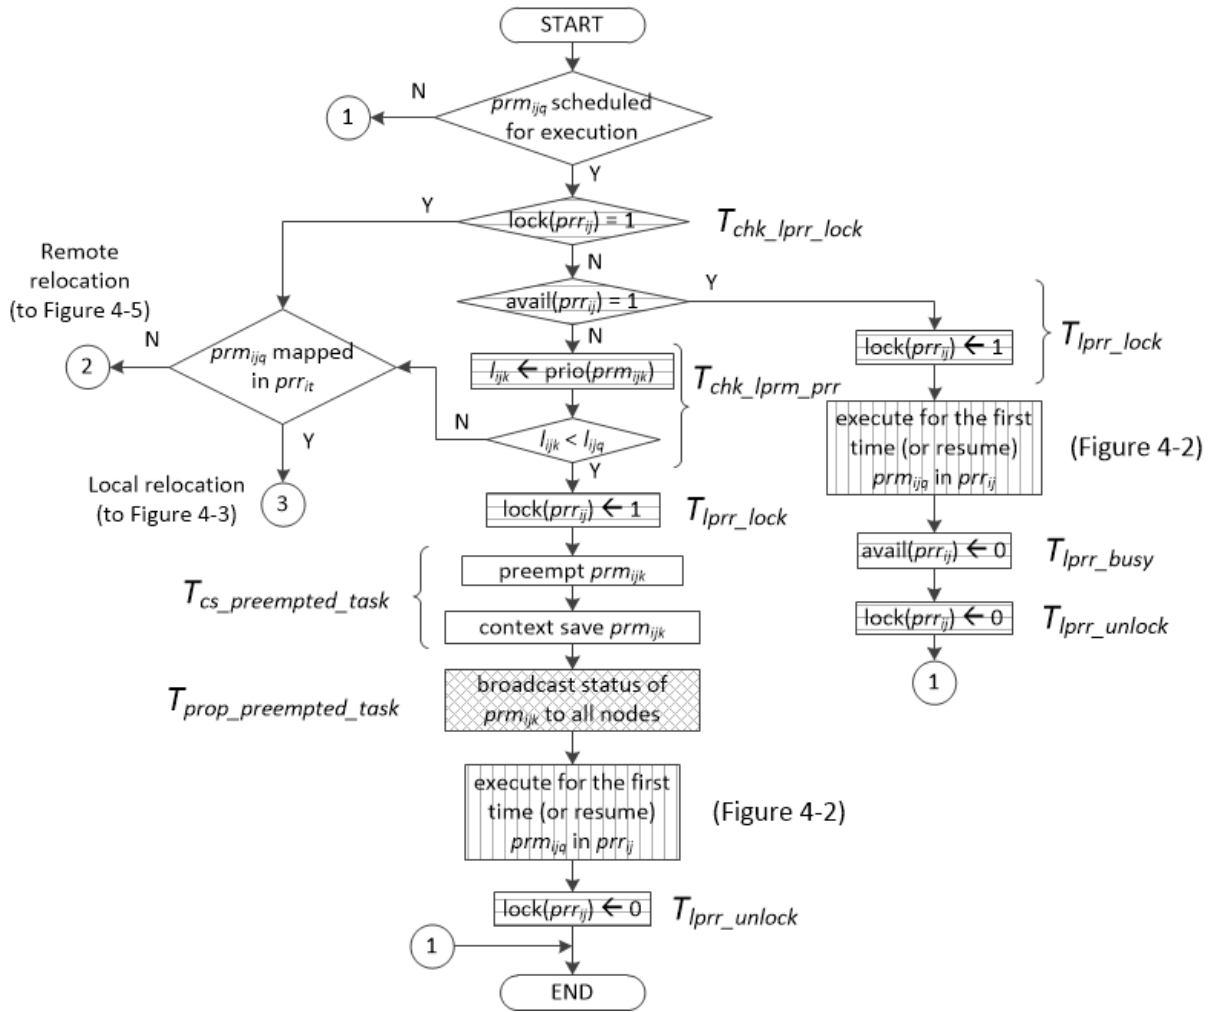 START
prm_ijq scheduled
for execution
N
1
Y
lock(prr_ij) = 1
T_chk_lprr_lock
Y
N
Remote
relocation
(to Figure 4-5)
avail(prr_ij) = 1
Y
N
lock(prr_ij) ← 1
T_lprr_lock
prm_ijq mapped
in prr_it
N
2
Y
l_ijk ← prio(prm_ijk)
T_chk_lprm_prr
l_ijk < l_ijq
N
Y
execute for the first
time (or resume)
prm_ijq in prr_ij
(Figure 4-2)
Local relocation
(to Figure 4-3)
3
lock(prr_ij) ← 1
T_lprr_lock
avail(prr_ij) ← 0
T_lprr_busy
preempt prm_ijk
T_cs_preempted_task
context save prm_ijk
lock(prr_ij) ← 0
T_lprr_unlock
1
broadcast status of
prm_ijk to all nodes
T_prop_preempted_task
execute for the first
time (or resume)
prm_ijq in prr_ij
(Figure 4-2)
lock(prr_ij) ← 0
T_lprr_unlock
1
END